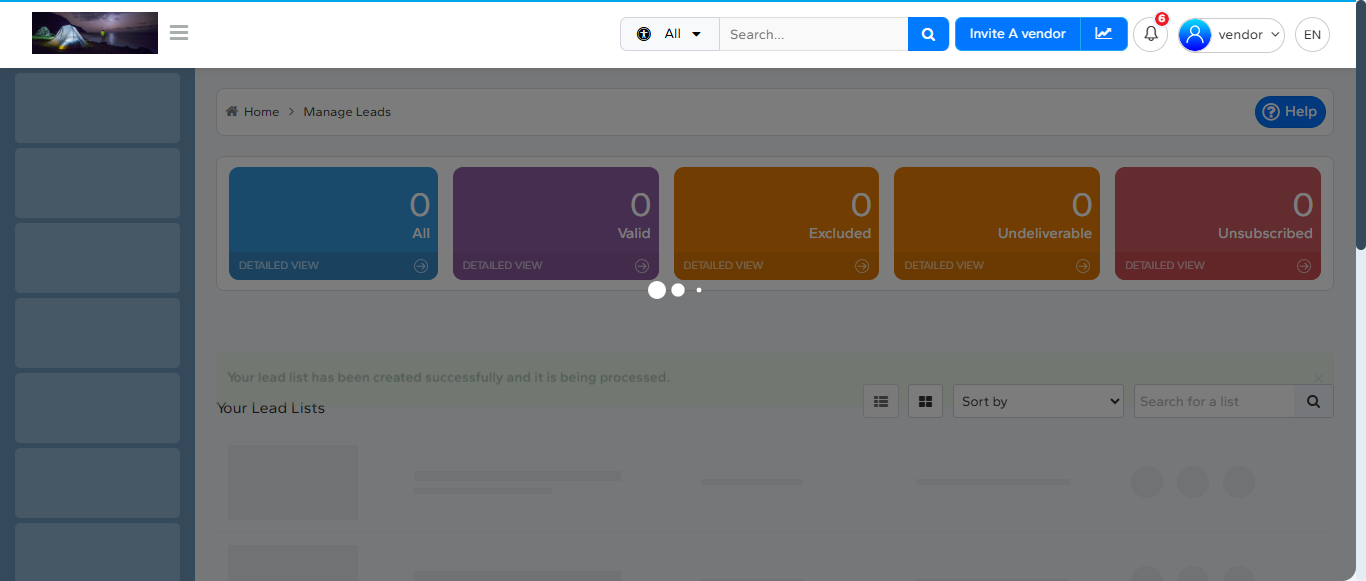 All
Search...
Invite A vendor
6
vendor
EN
Home
Manage Leads
Help
0
All
DETAILED VIEW
0
Valid
DETAILED VIEW
0
Excluded
DETAILED VIEW
0
Undeliverable
DETAILED VIEW
0
Unsubscribed
DETAILED VIEW
Your lead list has been created successfully and it is being processed.
Your Lead Lists
Sort by
Search for a list